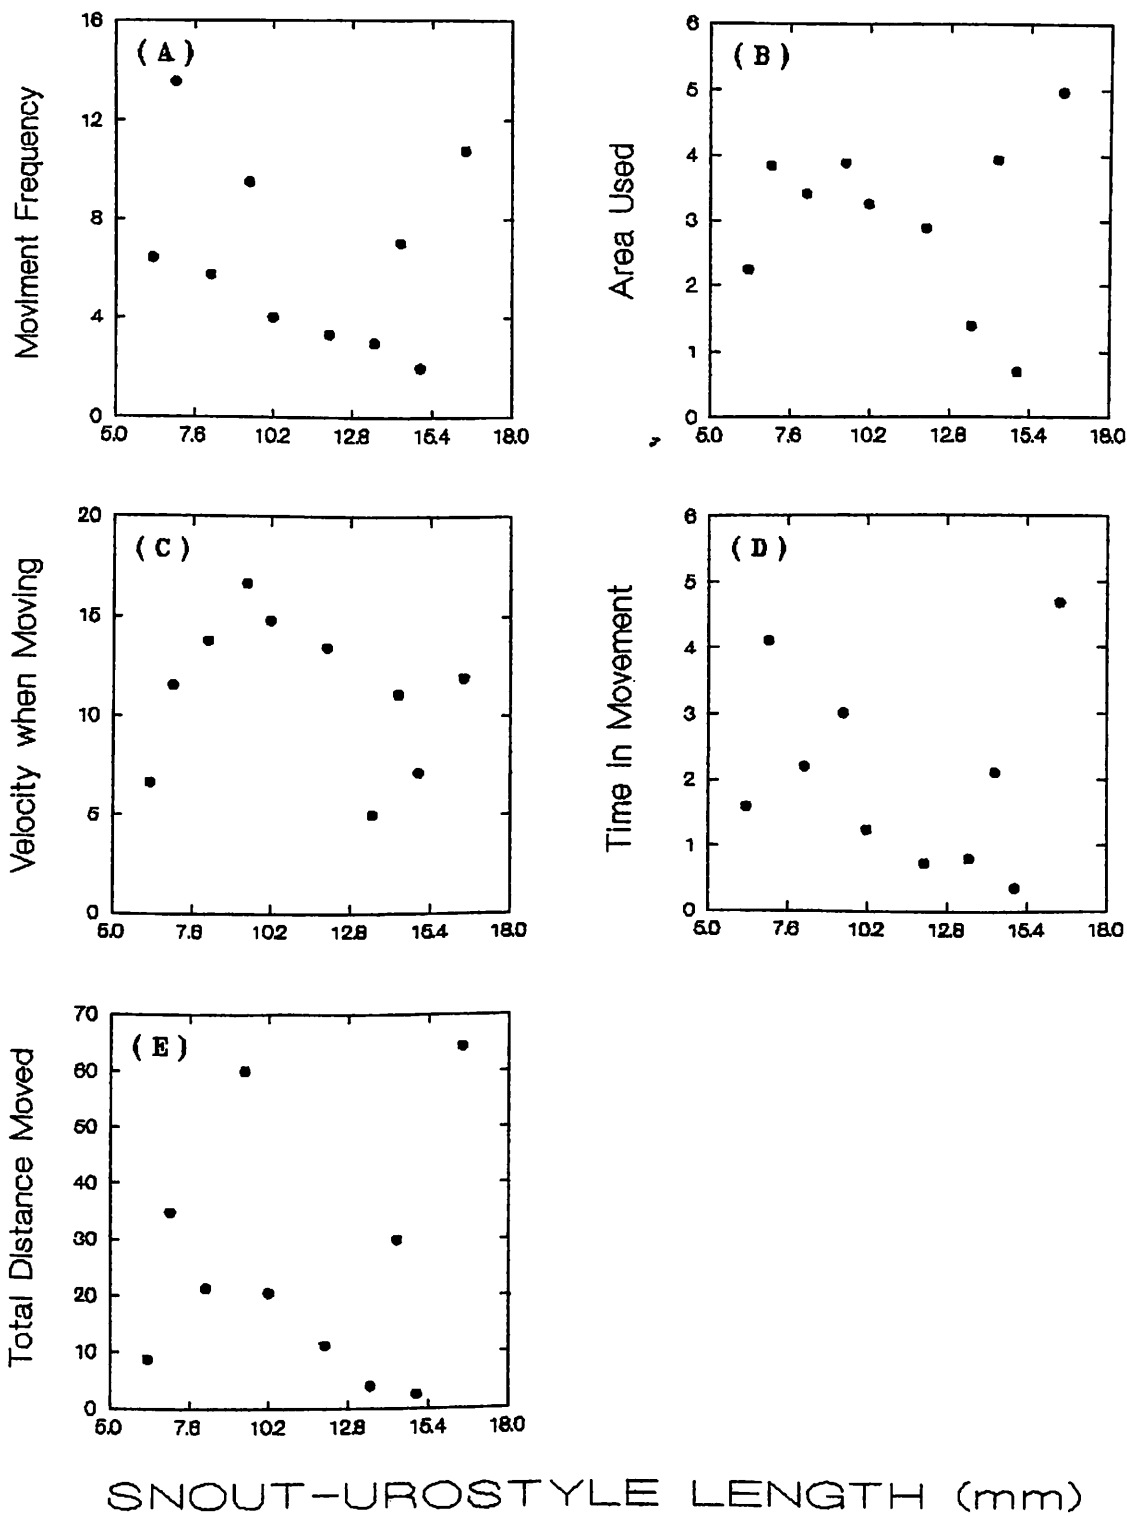 (A)
Movlment Frequency
16
12
8
4
0
5.0 7.6 10.2 12.8 15.4 18.0
(B)
Area Used
6
5
4
3
2
1
0
5.0 7.6 10.2 12.8 15.4 18.0
(C)
Velocity when Moving
20
15
10
5
0
5.0 7.6 10.2 12.8 15.4 18.0
(D)
Time in Movement
6
5
4
3
2
1
0
5.0 7.6 10.2 12.8 15.4 18.0
(E)
Total Distance Moved
70
60
50
40
30
20
10
0
5.0 7.6 10.2 12.8 15.4 18.0
SNOUT-UROSTYLE LENGTH (mm)